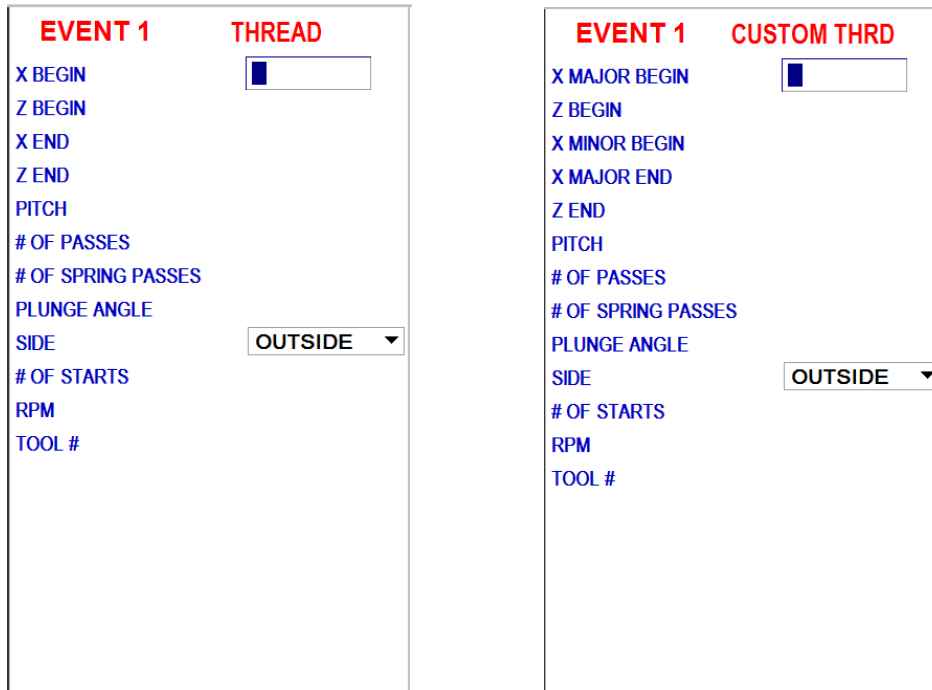 EVENT 1 THREAD
X BEGIN
Z BEGIN
X END
Z END
PITCH
# OF PASSES
# OF SPRING PASSES
PLUNGE ANGLE
SIDE OUTSIDE
# OF STARTS
RPM
TOOL #
EVENT 1 CUSTOM THRD
X MAJOR BEGIN
Z BEGIN
X MINOR BEGIN
X MAJOR END
Z END
PITCH
# OF PASSES
# OF SPRING PASSES
PLUNGE ANGLE
SIDE OUTSIDE
# OF STARTS
RPM
TOOL #